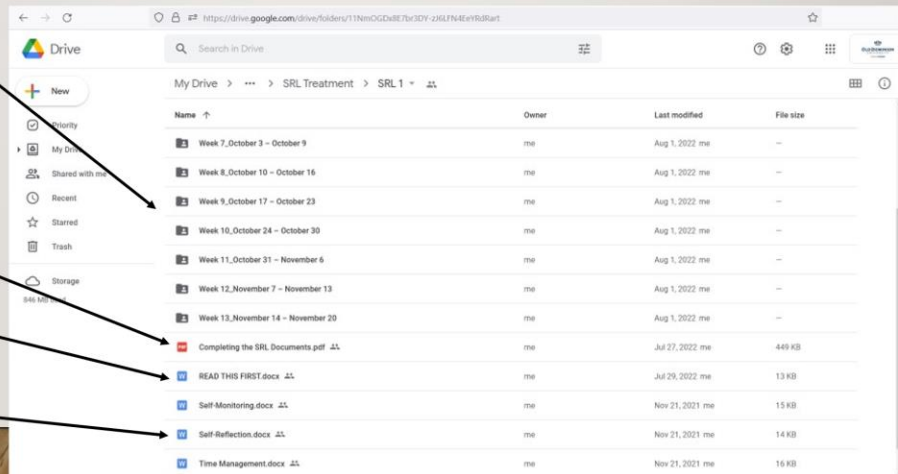 https://drive.google.com/drive/folders/11NmOGDx8E7br3DY-zJ6LFN4EeYRdRart
Drive
Search in Drive
New
My Drive > ··· > SRL Treatment > SRL 1
Name ↑ Owner Last modified File size
Priority
My Drive
Shared with me
Recent
Starred
Trash
Storage
846 MB
Week 7_October 3 – October 9 me Aug 1, 2022 me –
Week 8_October 10 – October 16 me Aug 1, 2022 me –
Week 9_October 17 – October 23 me Aug 1, 2022 me –
Week 10_October 24 – October 30 me Aug 1, 2022 me –
Week 11_October 31 – November 6 me Aug 1, 2022 me –
Week 12_November 7 – November 13 me Aug 1, 2022 me –
Week 13_November 14 – November 20 me Aug 1, 2022 me –
PDF Completing the SRL Documents.pdf me Jul 27, 2022 me 449 KB
W READ THIS FIRST.docx me Jul 29, 2022 me 13 KB
W Self-Monitoring.docx me Nov 21, 2021 me 15 KB
W Self-Reflection.docx me Nov 21, 2021 me 14 KB
W Time Management.docx me Nov 21, 2021 me 16 KB